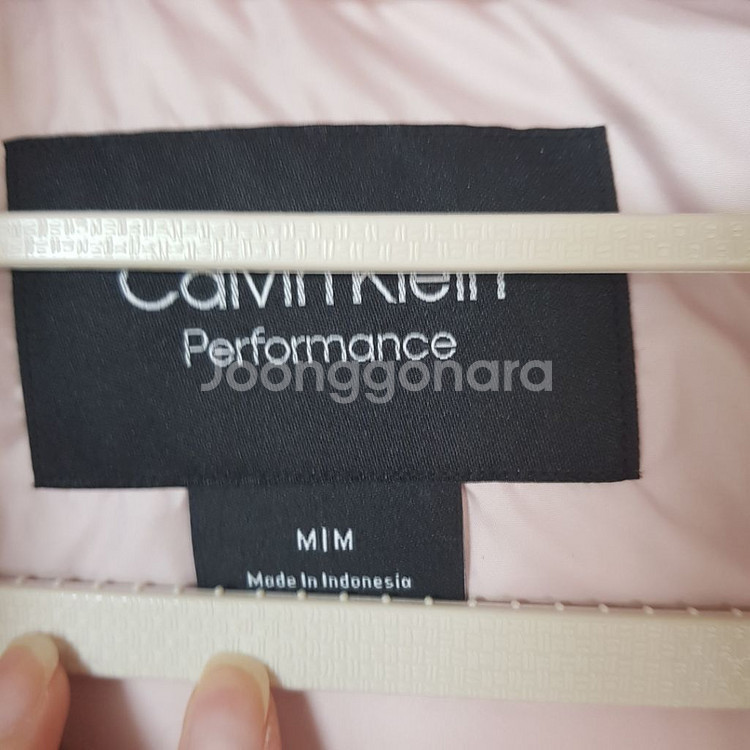 Calvin Klein
Performance
Joonggonara
M|M
Made In Indonesia